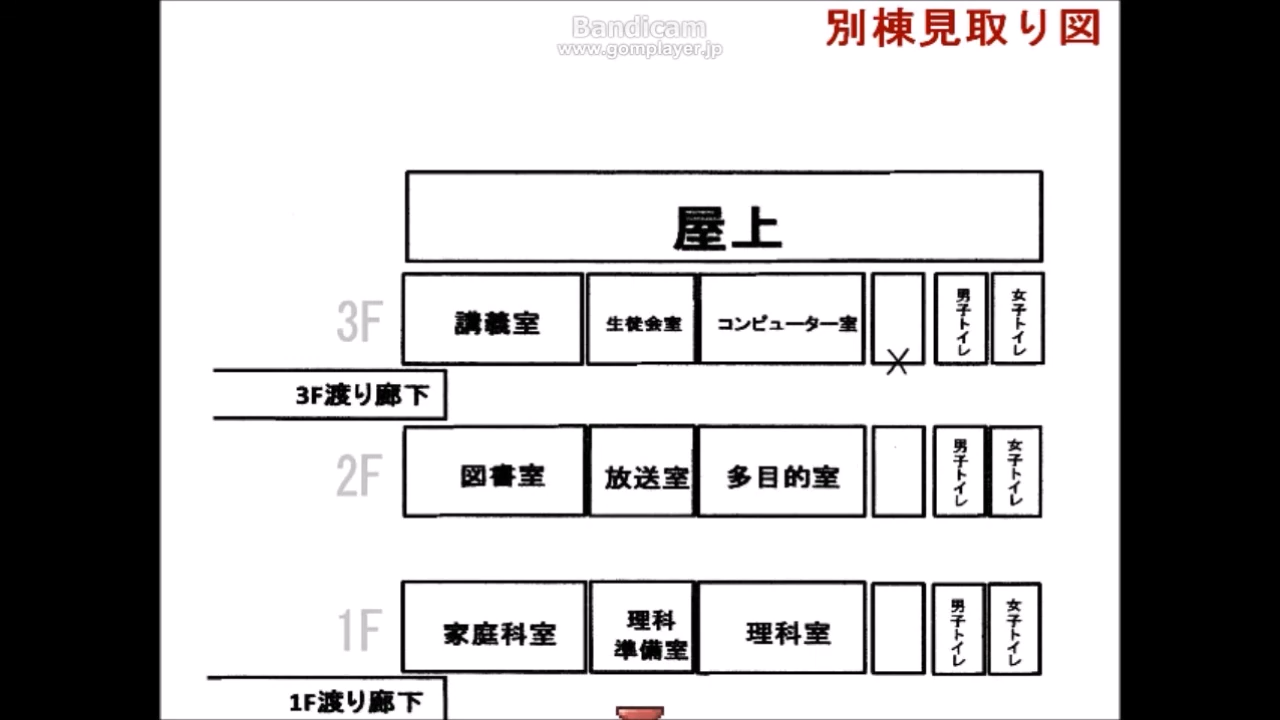 Bandicam
www.gomplayer.jp
別棟見取り図
屋上
3F
講義室
生徒会室
コンピューター室
男子トイレ
女子トイレ
3F渡り廊下
2F
図書室
放送室
多目的室
男子トイレ
女子トイレ
1F
家庭科室
理科
準備室
理科室
男子トイレ
女子トイレ
1F渡り廊下